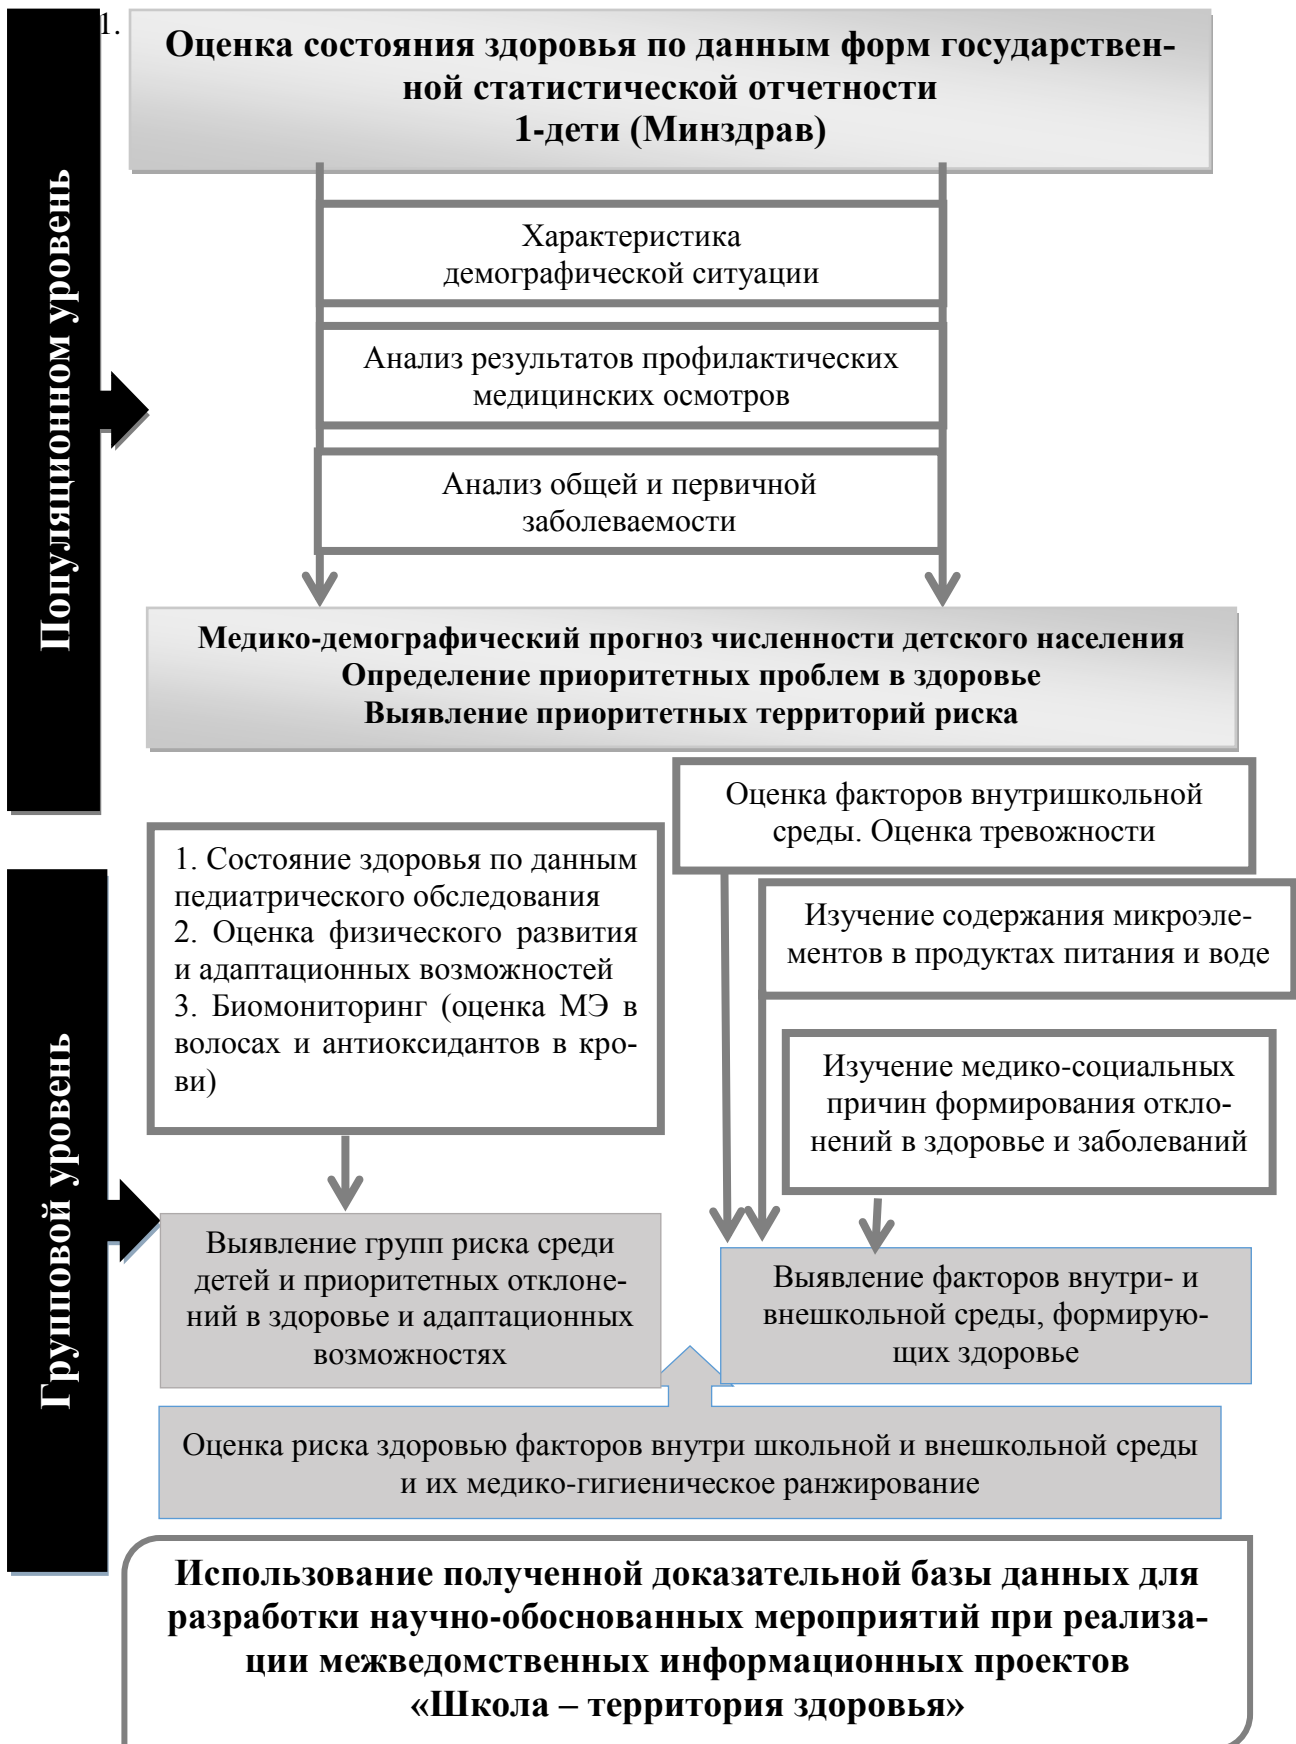 1.
Оценка состояния здоровья по данным форм государствен-
ной статистической отчетности
1-дети (Минздрав)
Популяционном уровень
Характеристика
демографической ситуации
Анализ результатов профилактических
медицинских осмотров
Анализ общей и первичной
заболеваемости
Медико-демографический прогноз численности детского населения
Определение приоритетных проблем в здоровье
Выявление приоритетных территорий риска
Групповой уровень
1. Состояние здоровья по данным
педиатрического обследования
2. Оценка физического развития
и адаптационных возможностей
3. Биомониторинг (оценка МЭ в
волосах и антиоксидантов в кро-
ви)
Оценка факторов внутришкольной
среды. Оценка тревожности
Изучение содержания микроэле-
ментов в продуктах питания и воде
Изучение медико-социальных
причин формирования откло-
нений в здоровье и заболеваний
Выявление групп риска среди
детей и приоритетных отклоне-
ний в здоровье и адаптационных
возможностях
Выявление факторов внутри- и
внешкольной среды, формирую-
щих здоровье
Оценка риска здоровью факторов внутри школьной и внешкольной среды
и их медико-гигиеническое ранжирование
Использование полученной доказательной базы данных для
разработки научно-обоснованных мероприятий при реализа-
ции межведомственных информационных проектов
«Школа – территория здоровья»